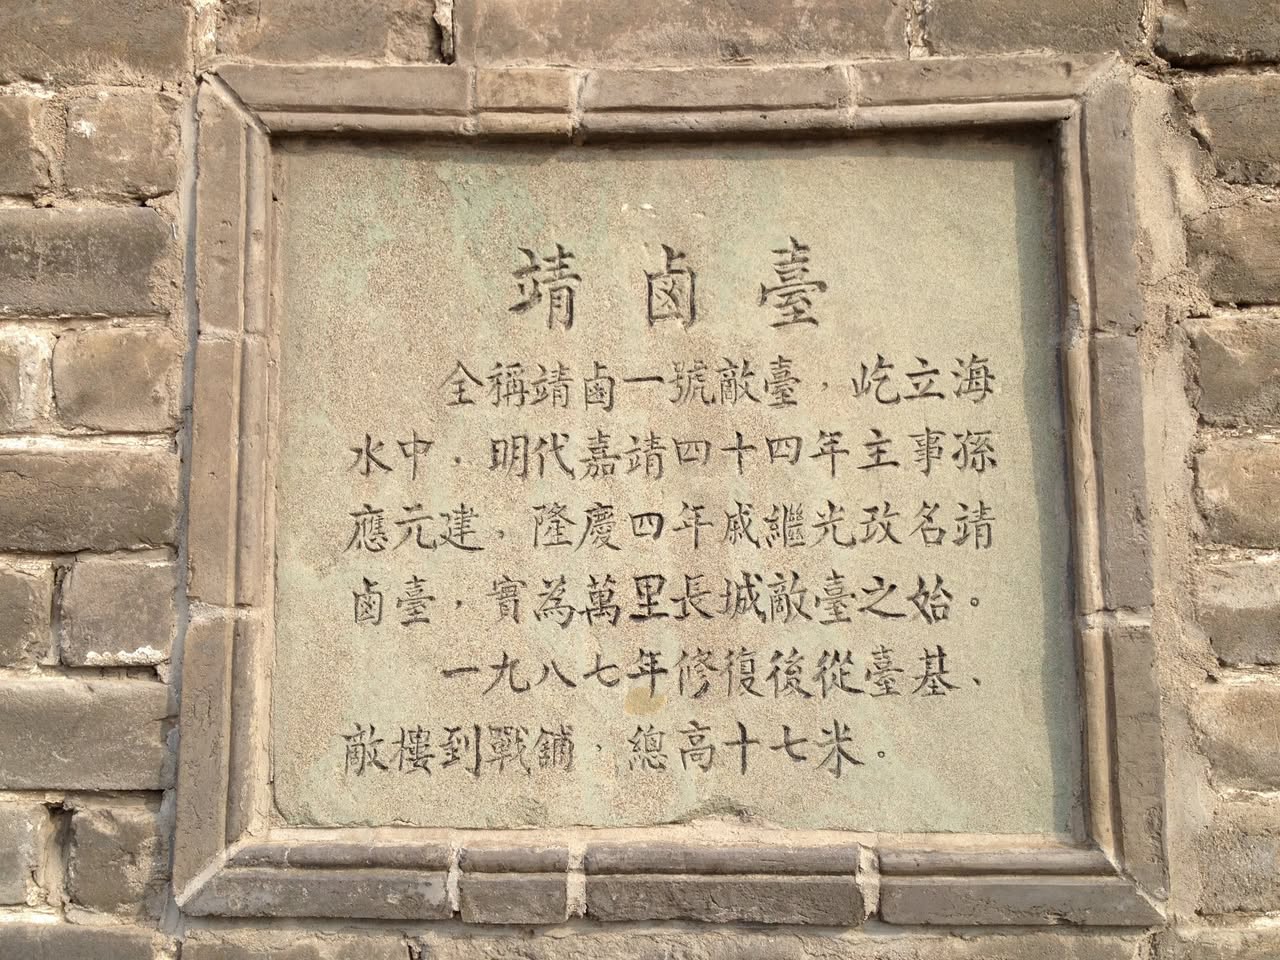 靖鹵臺
全稱靖鹵一號敵臺，屹立海
水中，明代嘉靖四十四年主事孫
應元建，隆慶四年戚繼光改名靖
鹵臺，實為萬里長城敵臺之始。
一九八七年修復後從臺基、
敵樓到戰舖，總高十七米。